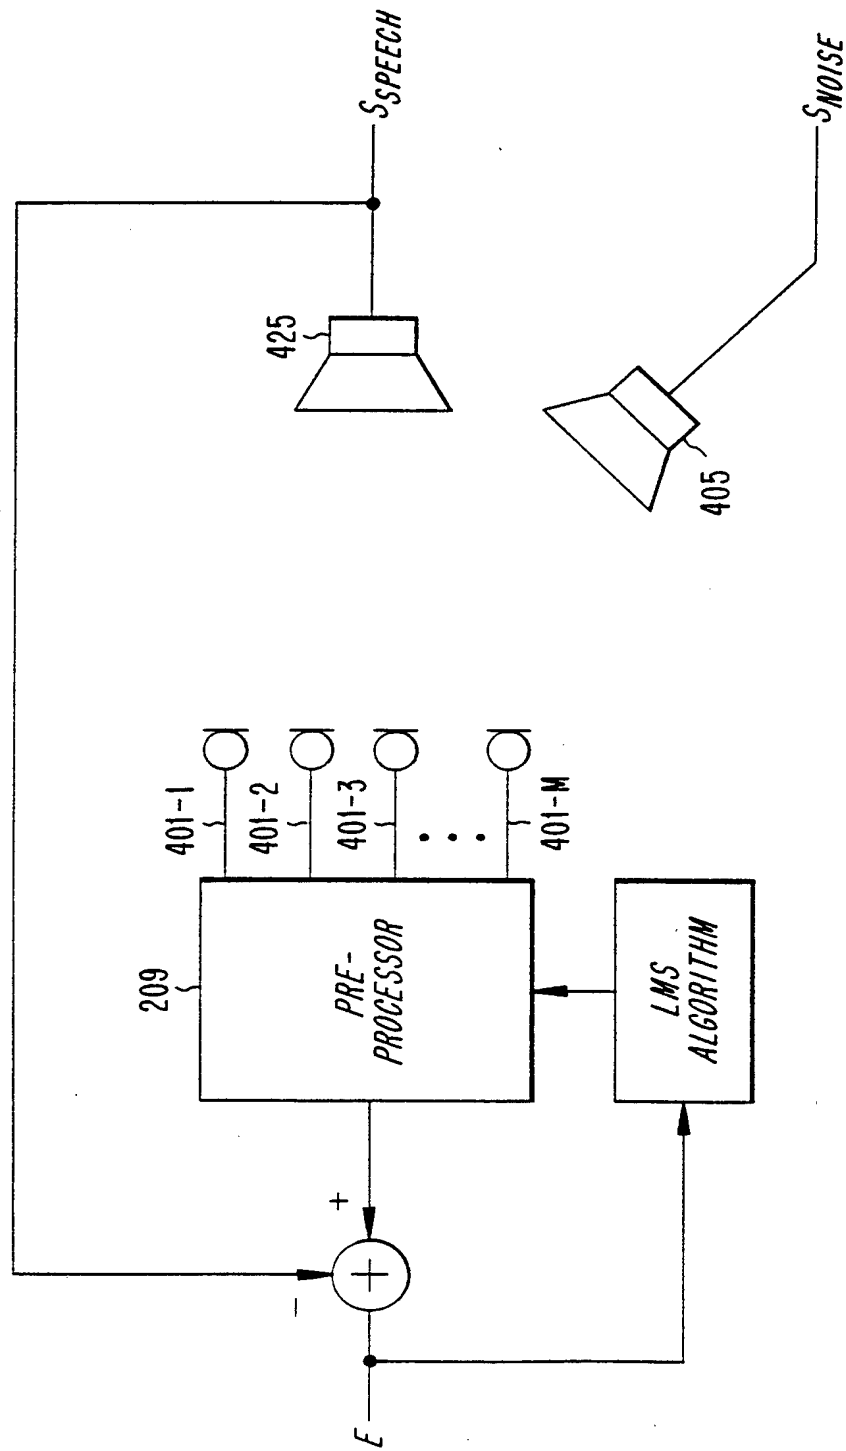 E
-
+
209
PRE-
PROCESSOR
LMS
ALGORITHM
401-1
401-2
401-3
...
401-M
425
405
S_SPEECH
S_NOISE